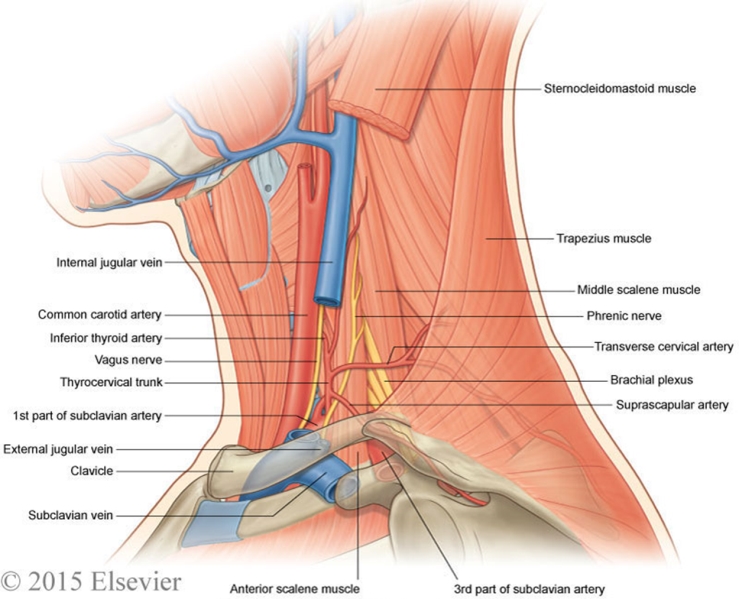 Sternocleidomastoid muscle
Trapezius muscle
Internal jugular vein
Middle scalene muscle
Common carotid artery
Phrenic nerve
Inferior thyroid artery
Transverse cervical artery
Vagus nerve
Thyrocervical trunk
Brachial plexus
Suprascapular artery
1st part of subclavian artery
External jugular vein
Clavicle
Subclavian vein
© 2015 Elsevier
Anterior scalene muscle
3rd part of subclavian artery